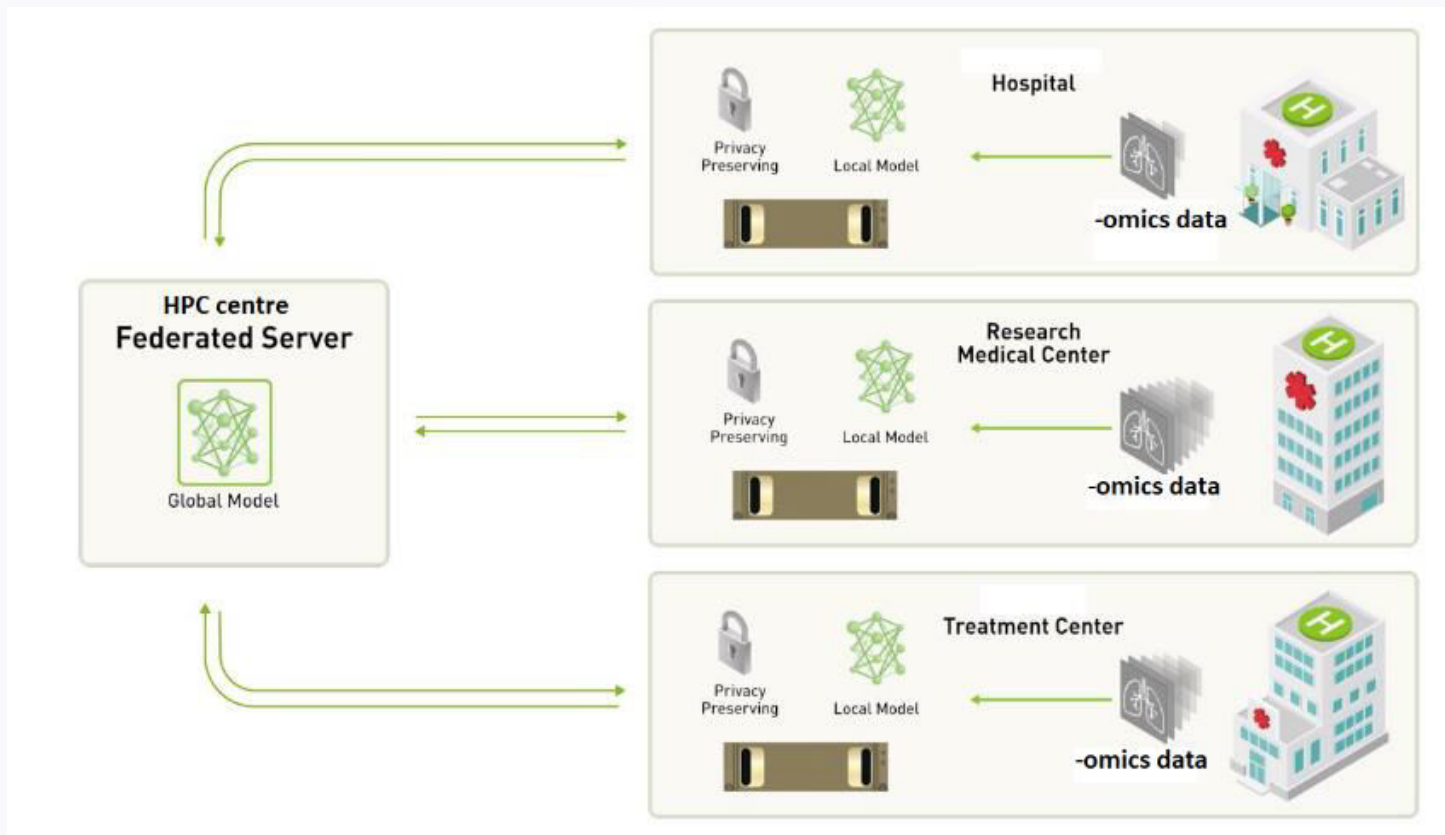 Hospital
Privacy
Preserving
Local Model
-omics data
HPC centre
Federated Server
Global Model
Research
Medical Center
Privacy
Preserving
Local Model
-omics data
Treatment Center
Privacy
Preserving
Local Model
-omics data